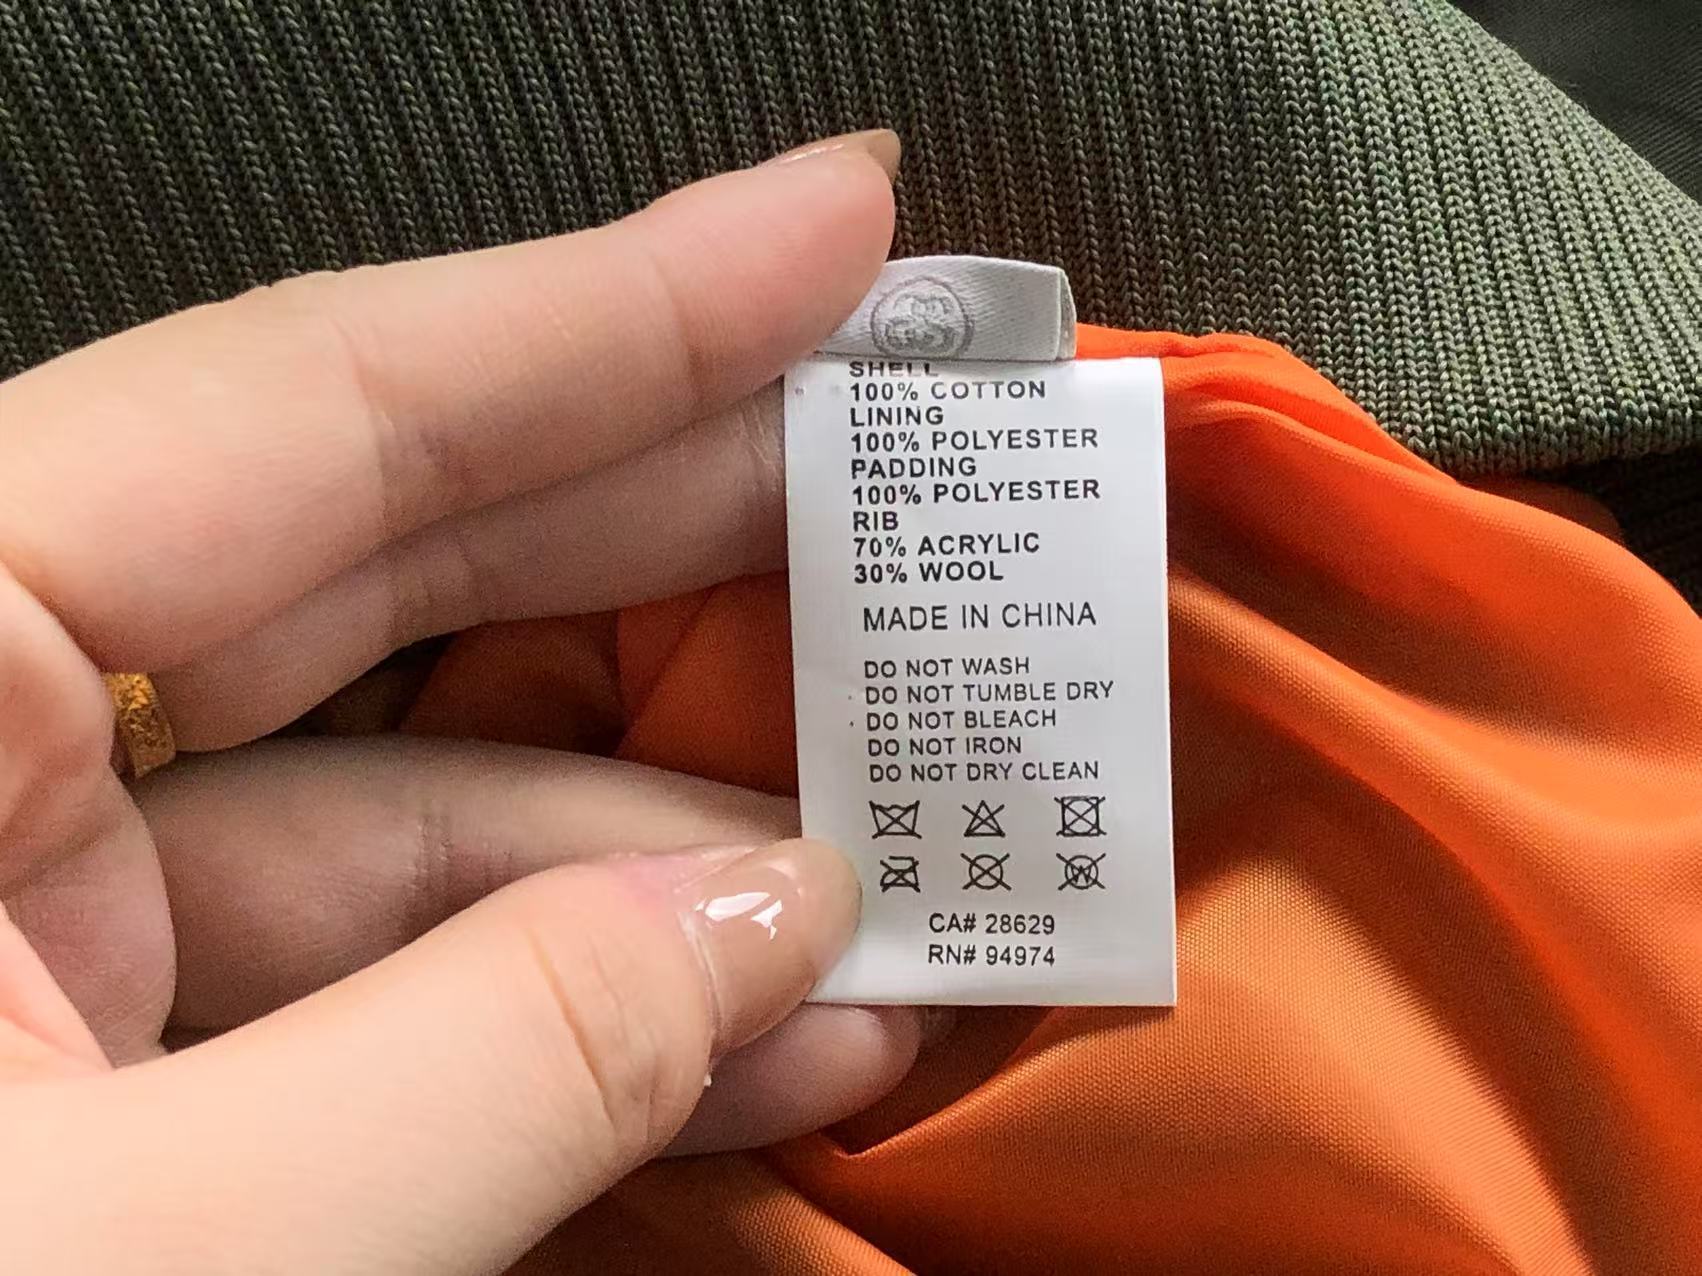 SHELL
100% COTTON
LINING
100% POLYESTER
PADDING
100% POLYESTER
RIB
70% ACRYLIC
30% WOOL
MADE IN CHINA
DO NOT WASH
DO NOT TUMBLE DRY
DO NOT BLEACH
DO NOT IRON
DO NOT DRY CLEAN
W
CA# 28629
RN# 94974